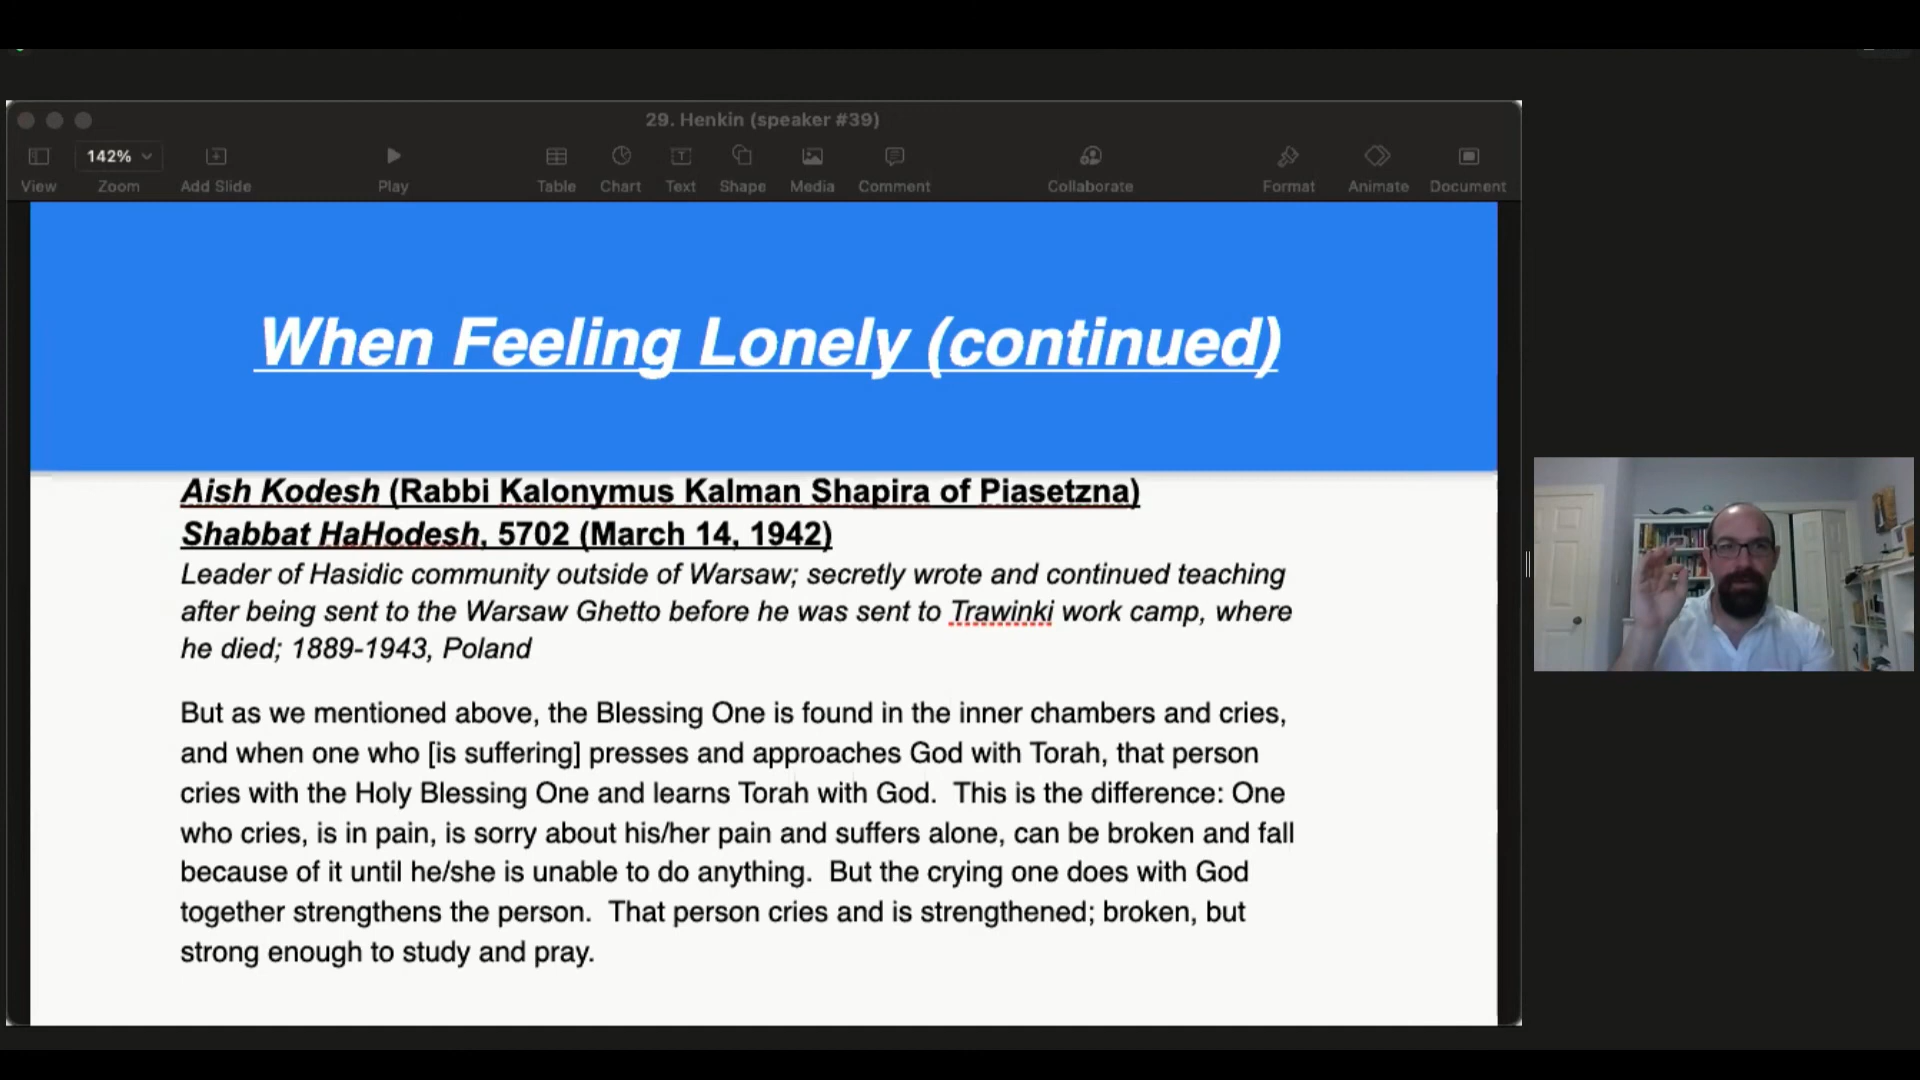 29. Henkin (speaker #39)
142%
View Zoom Add Slide Play Table Chart Text Shape Media Comment Collaborate Format Animate Document
When Feeling Lonely (continued)
Aish Kodesh (Rabbi Kalonymus Kalman Shapira of Piasetzna)
Shabbat HaHodesh, 5702 (March 14, 1942)
Leader of Hasidic community outside of Warsaw; secretly wrote and continued teaching
after being sent to the Warsaw Ghetto before he was sent to Trawinki work camp, where
he died; 1889-1943, Poland
But as we mentioned above, the Blessing One is found in the inner chambers and cries,
and when one who [is suffering] presses and approaches God with Torah, that person
cries with the Holy Blessing One and learns Torah with God.  This is the difference: One
who cries, is in pain, is sorry about his/her pain and suffers alone, can be broken and fall
because of it until he/she is unable to do anything.  But the crying one does with God
together strengthens the person.  That person cries and is strengthened; broken, but
strong enough to study and pray.